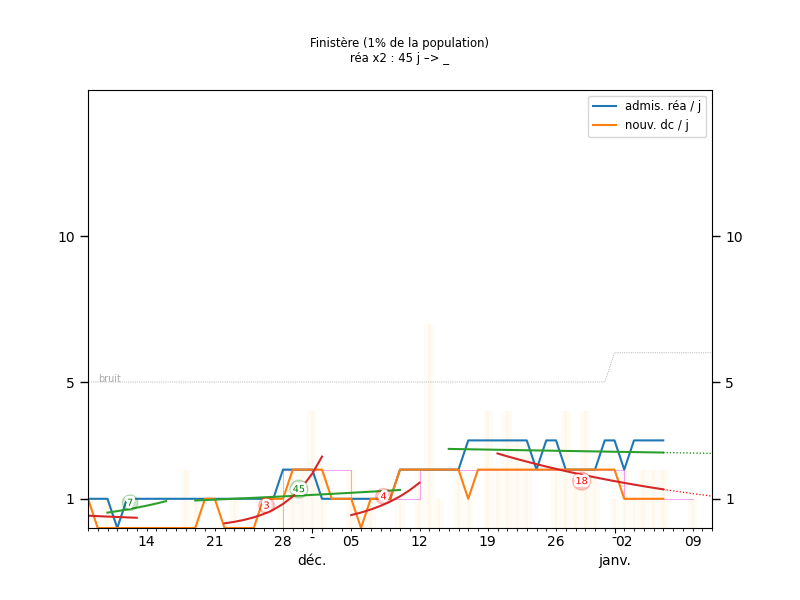 Finistère (1% de la population)
réa x2 : 45 j –> _
admis. réa / j
nouv. dc / j
10 10
bruit
5 5
7 45 3 4 18
1 1
14 21 28 - 05 12 19 26 - 02 09
déc. janv.